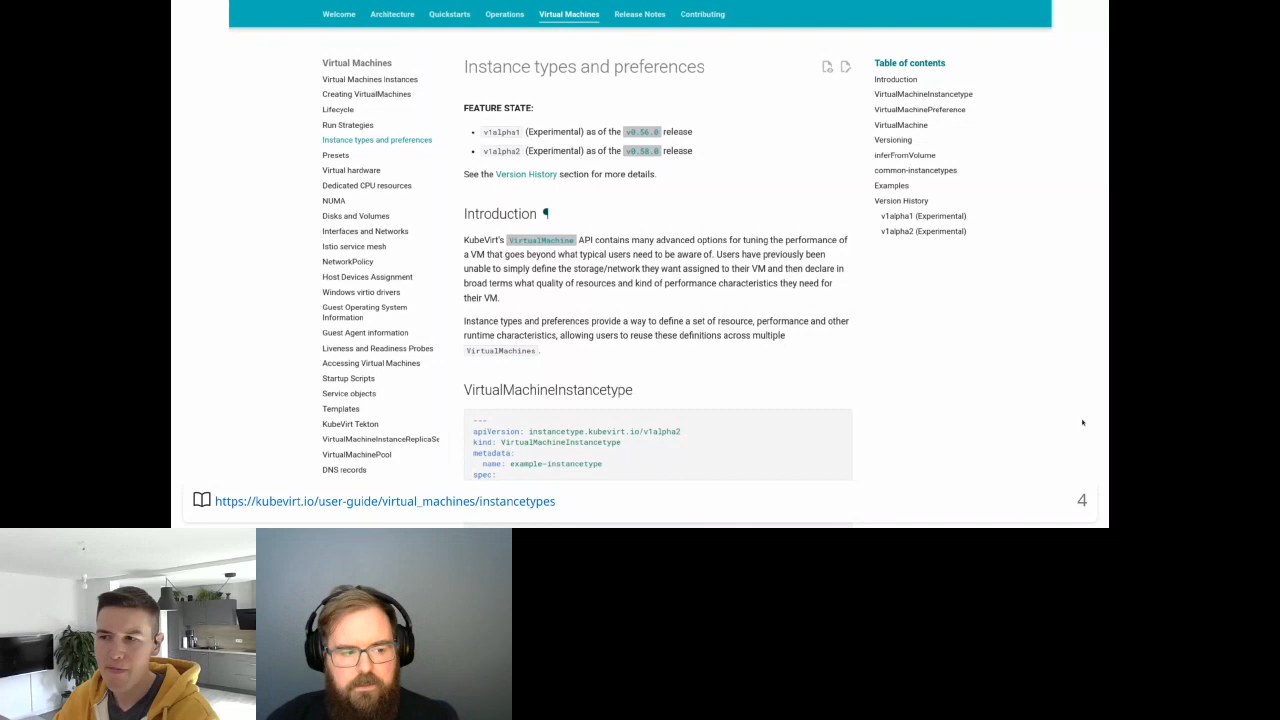 Welcome Architecture Quickstarts Operations Virtual Machines Release Notes Contributing
Virtual Machines
Virtual Machines Instances
Creating VirtualMachines
Lifecycle
Run Strategies
Instance types and preferences
Presets
Virtual hardware
Dedicated CPU resources
NUMA
Disks and Volumes
Interfaces and Networks
Istio service mesh
NetworkPolicy
Host Devices Assignment
Windows virtio drivers
Guest Operating System
Information
Guest Agent information
Liveness and Readiness Probes
Accessing Virtual Machines
Startup Scripts
Service objects
Templates
KubeVirt Tekton
VirtualMachineInstanceReplicaSe
VirtualMachinePool
DNS records
Instance types and preferences
FEATURE STATE:
• v1alpha1 (Experimental) as of the v0.56.0 release
• v1alpha2 (Experimental) as of the v0.58.0 release
See the Version History section for more details.
Introduction ¶
KubeVirt's VirtualMachine API contains many advanced options for tuning the performance of
a VM that goes beyond what typical users need to be aware of. Users have previously been
unable to simply define the storage/network they want assigned to their VM and then declare in
broad terms what quality of resources and kind of performance characteristics they need for
their VM.
Instance types and preferences provide a way to define a set of resource, performance and other
runtime characteristics, allowing users to reuse these definitions across multiple
VirtualMachines.
VirtualMachineInstancetype
---
apiVersion: instancetype.kubevirt.io/v1alpha2
kind: VirtualMachineInstancetype
metadata:
  name: example-instancetype
spec:
Table of contents
Introduction
VirtualMachineInstancetype
VirtualMachinePreference
VirtualMachine
Versioning
inferFromVolume
common-instancetypes
Examples
Version History
v1alpha1 (Experimental)
v1alpha2 (Experimental)
https://kubevirt.io/user-guide/virtual_machines/instancetypes
4